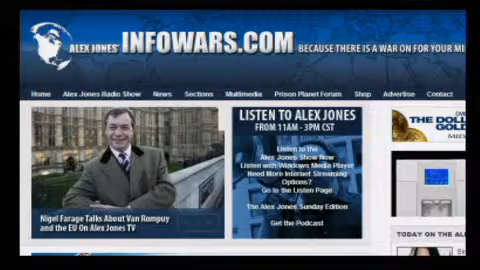 ALEX JONES' INFOWARS.COM BECAUSE THERE IS A WAR ON FOR YOUR MI
Home Alex Jones Radio Show News Sections Multimedia Prison Planet Forum Shop Advertise Contact
LISTEN TO ALEX JONES
FROM 11AM - 3PM CST
Listen to the
Alex Jones Show Now
Listen with Windows Media Player
Need More Internet Streaming
Options?
Go to the Listen Page
The Alex Jones Sunday Edition
Get the Podcast
Nigel Farage Talks About Van Rompuy
and the EU On Alex Jones TV
THE DOLL
GOLD
TODAY ON THE AL